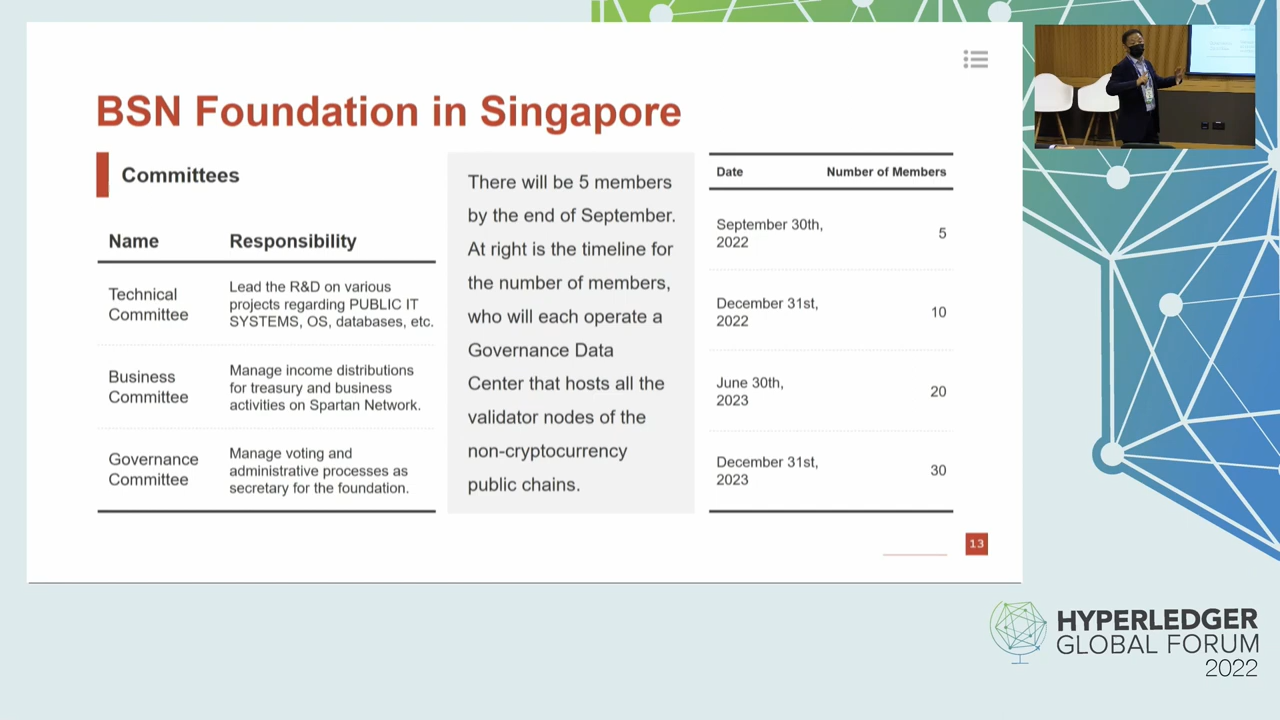 BSN Foundation in Singapore
Committees
Name Responsibility
Technical
Committee
Lead the R&D on various
projects regarding PUBLIC IT
SYSTEMS, OS, databases, etc.
Business
Committee
Manage income distributions
for treasury and business
activities on Spartan Network.
Governance
Committee
Manage voting and
administrative processes as
secretary for the foundation.
There will be 5 members
by the end of September.
At right is the timeline for
the number of members,
who will each operate a
Governance Data
Center that hosts all the
validator nodes of the
non-cryptocurrency
public chains.
Date Number of Members
September 30th,
2022
5
December 31st,
2022
10
June 30th,
2023
20
December 31st,
2023
30
13
HYPERLEDGER
GLOBAL FORUM
2022